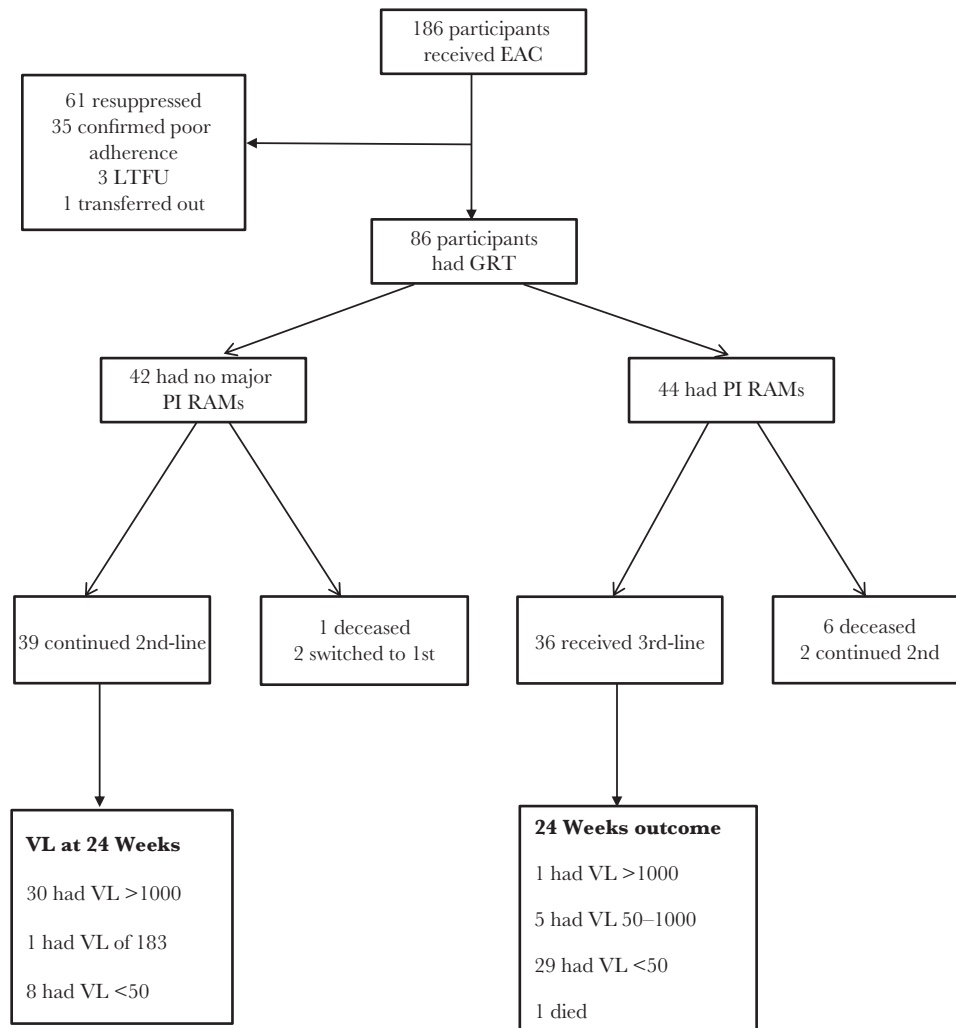 186 participants
received EAC
61 resuppressed
35 confirmed poor
adherence
3 LTFU
1 transferred out
86 participants
had GRT
42 had no major
PI RAMs
44 had PI RAMs
39 continued 2nd-line
1 deceased
2 switched to 1st
36 received 3rd-line
6 deceased
2 continued 2nd
VL at 24 Weeks
30 had VL >1000
1 had VL of 183
8 had VL <50
24 Weeks outcome
1 had VL >1000
5 had VL 50–1000
29 had VL <50
1 died